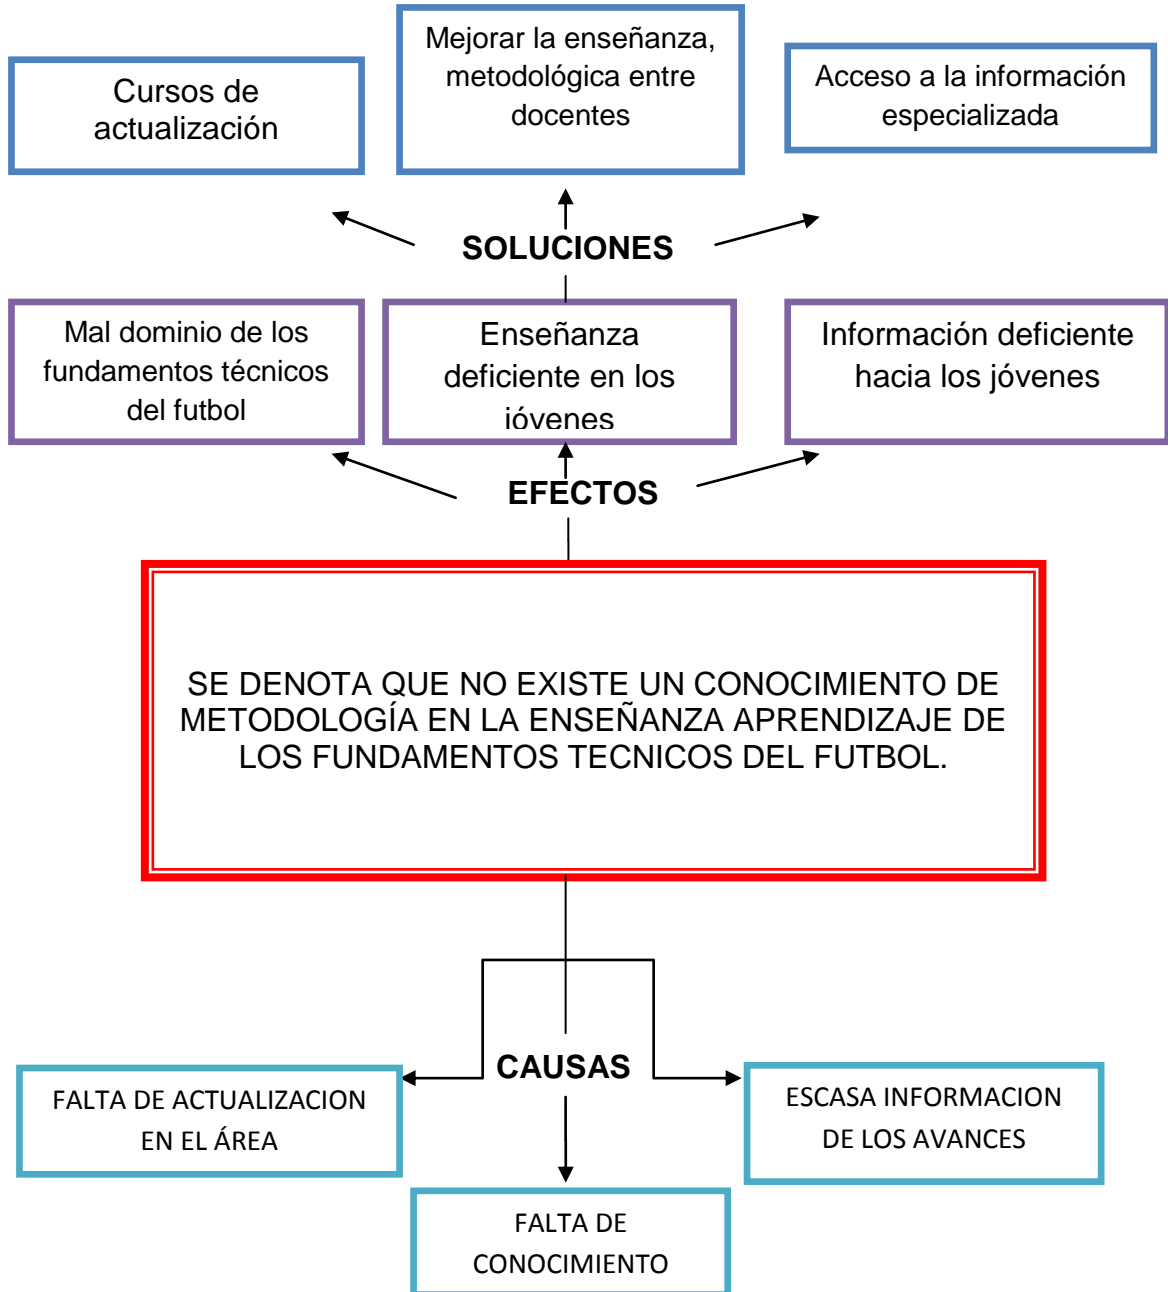 Cursos de
actualización
Mejorar la enseñanza,
metodológica entre
docentes
Acceso a la información
especializada
SOLUCIONES
Mal dominio de los
fundamentos técnicos
del futbol
Enseñanza
deficiente en los
jóvenes
Información deficiente
hacia los jóvenes
EFECTOS
SE DENOTA QUE NO EXISTE UN CONOCIMIENTO DE
METODOLOGÍA EN LA ENSEÑANZA APRENDIZAJE DE
LOS FUNDAMENTOS TECNICOS DEL FUTBOL.
CAUSAS
FALTA DE ACTUALIZACION
EN EL ÁREA
ESCASA INFORMACION
DE LOS AVANCES
FALTA DE
CONOCIMIENTO